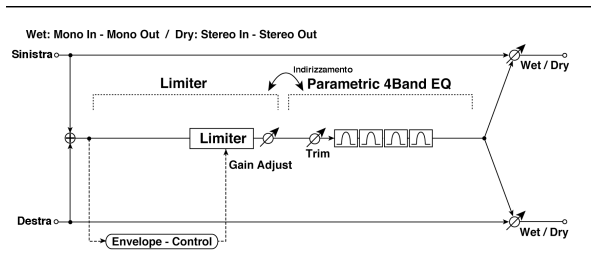 Wet: Mono In - Mono Out / Dry: Stereo In - Stereo Out
Sinistra
Wet / Dry
Indirizzamento
Limiter
Parametric 4Band EQ
Limiter
Gain Adjust
Trim
Destra
Wet / Dry
Envelope - Control